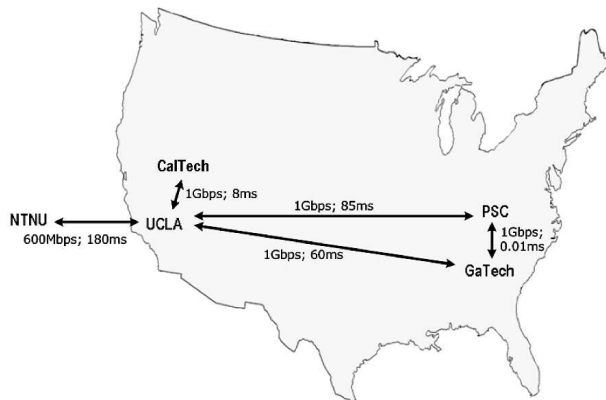 CalTech
1Gbps; 8ms
NTNU
600Mbps; 180ms
UCLA
1Gbps; 85ms
PSC
1Gbps;
0.01ms
1Gbps; 60ms
GaTech